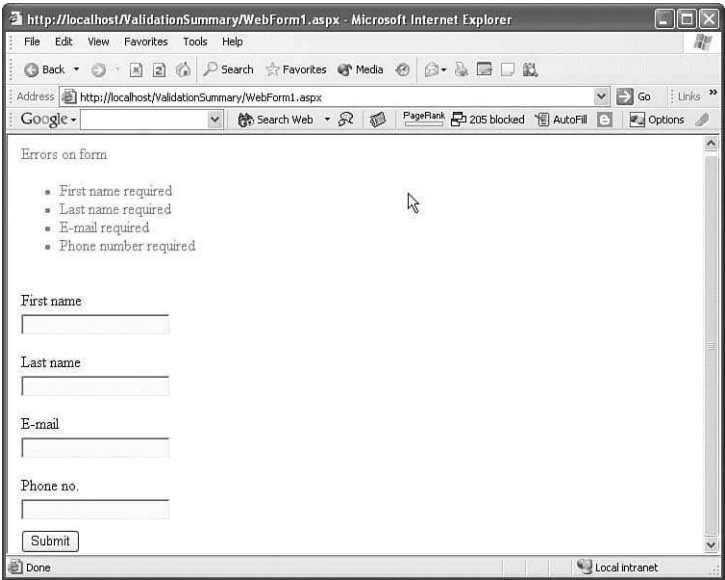 http://localhost/ValidationSummary/WebForm1.aspx - Microsoft Internet Explorer
File Edit View Favorites Tools Help
Back Search Favorites Media
Address http://localhost/ValidationSummary/WebForm1.aspx Go Links »
Google Search Web PageRank 205 blocked AutoFill Options
Errors on form
First name required
Last name required
E-mail required
Phone number required
First name
Last name
E-mail
Phone no.
Submit
Done Local intranet